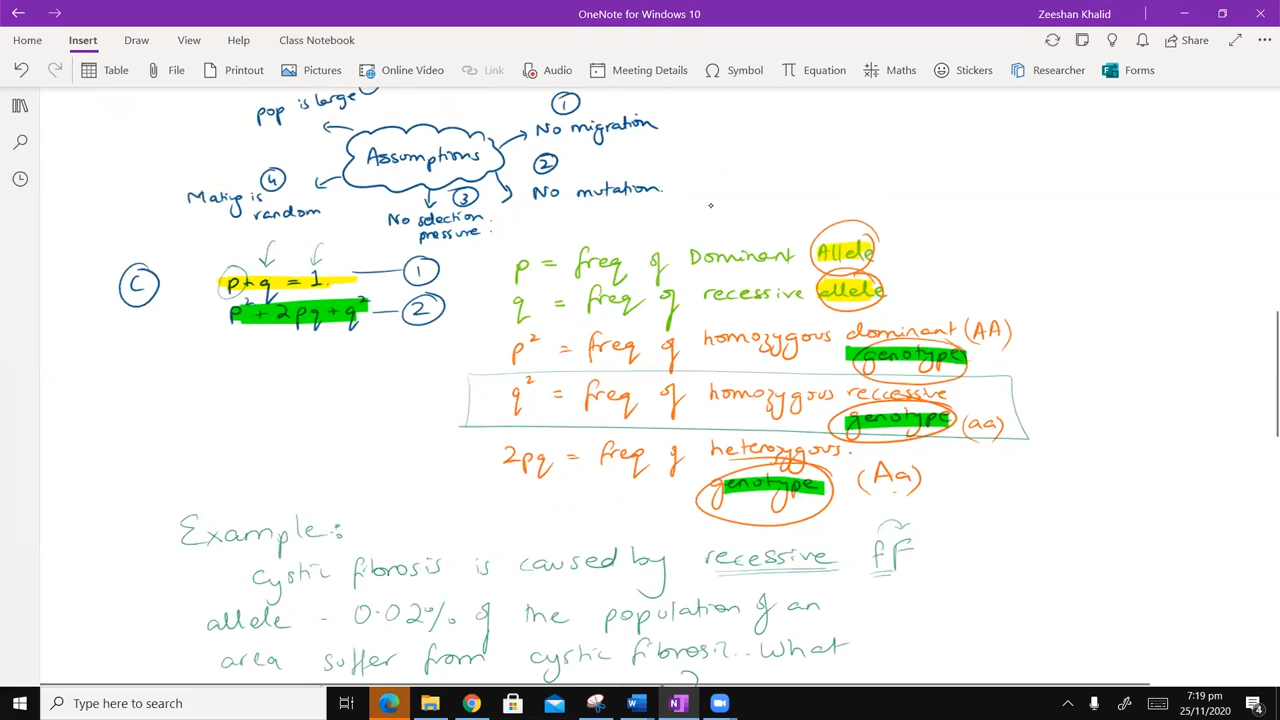 OneNote for Windows 10
Zeeshan Khalid
Home
Insert
Draw
View
Help
Class Notebook
Share
Table
File
Printout
Pictures
Online Video
Link
Audio
Meeting Details
Symbol
Equation
Maths
Stickers
Researcher
Forms
pop is large
Assumptions
① No migration
② No mutation.
③ No selection pressure.
④ Mating is random
C
p+q = 1. ①
p² + 2pq + q² ②
p = freq of Dominant Allele
q = freq of recessive allele
p² = freq of homozygous dominant (AA)
genotype
q² = freq of homozygous reccessive
genotype (aa)
2pq = freq of heterozygous.
genotype (Aa)
Example:
Cystic fibrosis is caused by recessive fF
allele - 0.02% of the population of an
area suffer from cystic fibrosis.. What
Type here to search
7:19 pm
25/11/2020
4